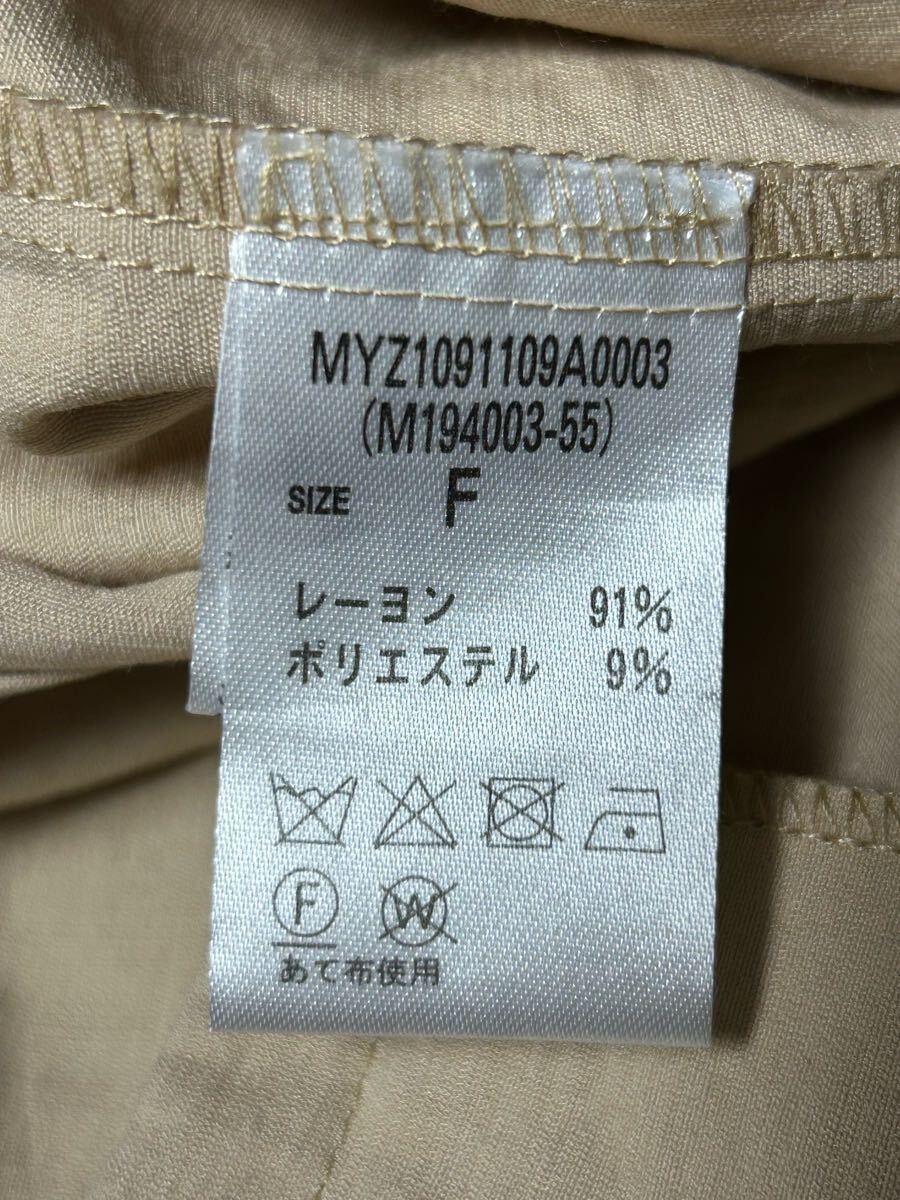 MYZ1091109A0003
(M194003-55)
SIZE F
レーヨン 91%
ポリエステル 9%
F W
あて布使用